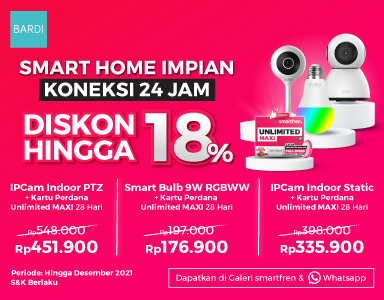 BARDI
SMART HOME IMPIAN
KONEKSI 24 JAM
DISKON
HINGGA
18%
smartfren
UNLIMITED
MAXI
IPCam Indoor PTZ
+ Kartu Perdana
Unlimited MAXI 28 Hari
Rp548.000
Rp451.900
Smart Bulb 9W RGBWW
+ Kartu Perdana
Unlimited MAXI 28 Hari
Rp197.000
Rp176.900
IPCam Indoor Static
+ Kartu Perdana
Unlimited MAXI 28 Hari
Rp398.000
Rp335.900
Periode: Hingga Desember 2021
S&K Berlaku
Dapatkan di Galeri smartfren & Whatsapp